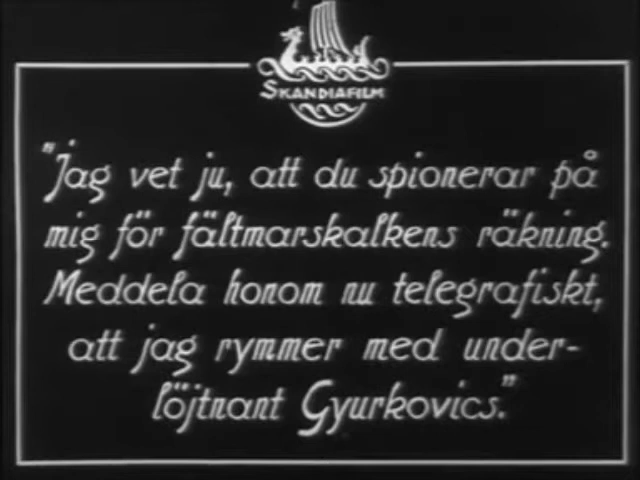 SKANDIAFILM
"Jag vet ju, att du spionerar på
mig för fältmarskalkens räkning.
Meddela honom nu telegrafiskt,
att jag rymmer med under-
löjtnant Gyurkovics."